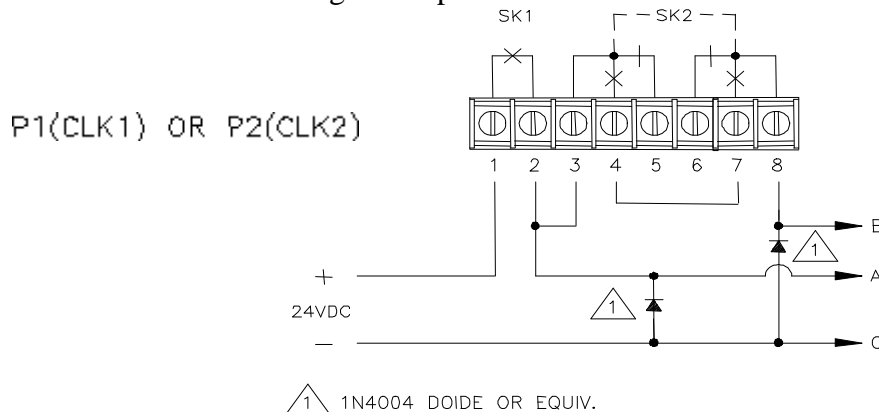 SK1
SK2
P1(CLK1) OR P2(CLK2)
1 2 3 4 5 6 7 8
1
+
A
24VDC
1
−
1 1N4004 DOIDE OR EQUIV.